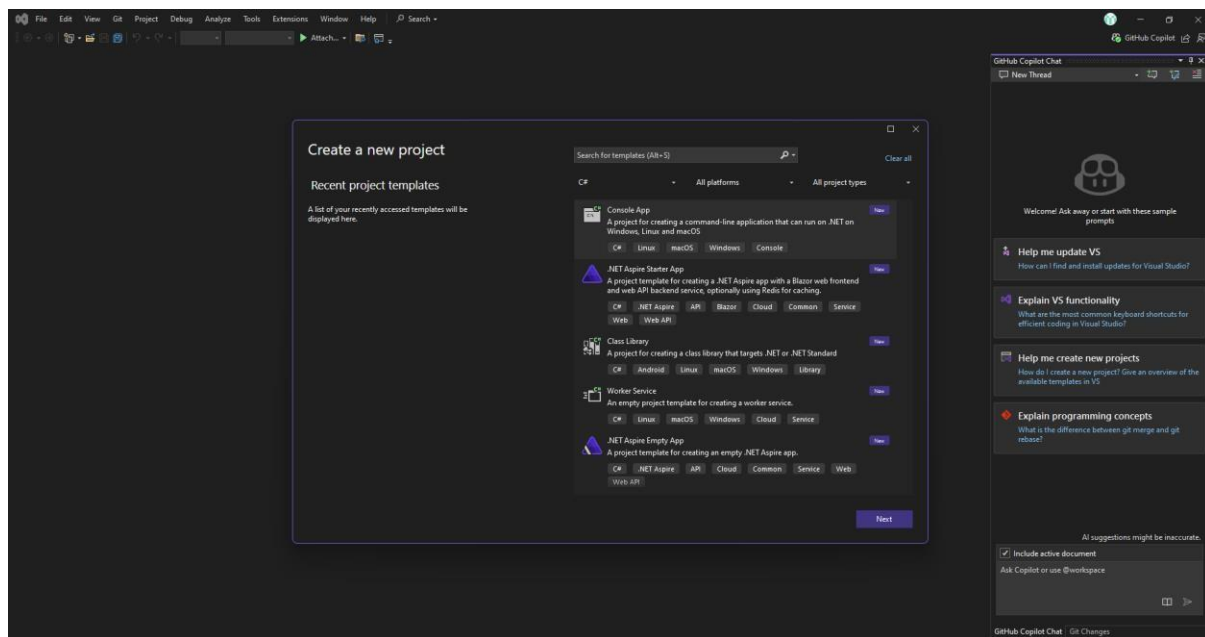 File Edit View Git Project Debug Analyze Tools Extensions Window Help Search
Attach...
GitHub Copilot
GitHub Copilot Chat
New Thread
Create a new project
Recent project templates
A list of your recently accessed templates will be
displayed here.
Search for templates (Alt+S)
Clear all
C# All platforms All project types
Console App New
A project for creating a command-line application that can run on .NET on
Windows, Linux and macOS
C# Linux macOS Windows Console
.NET Aspire Starter App New
A project template for creating a .NET Aspire app with a Blazor web frontend
and web API backend service, optionally using Redis for caching.
C# .NET Aspire API Blazor Cloud Common Service
Web Web API
Class Library New
A project for creating a class library that targets .NET or .NET Standard
C# Android Linux macOS Windows Library
Worker Service New
An empty project template for creating a worker service.
C# Linux macOS Windows Cloud Service
.NET Aspire Empty App New
A project template for creating an empty .NET Aspire app.
C# .NET Aspire API Cloud Common Service Web
Web API
Next
Welcome! Ask away or start with these sample
prompts
Help me update VS
How can I find and install updates for Visual Studio?
Explain VS functionality
What are the most common keyboard shortcuts for
efficient coding in Visual Studio?
Help me create new projects
How do I create a new project? Give an overview of the
available templates in VS
Explain programming concepts
What is the difference between git merge and git
rebase?
AI suggestions might be inaccurate.
Include active document
Ask Copilot or use @workspace
GitHub Copilot Chat Git Changes